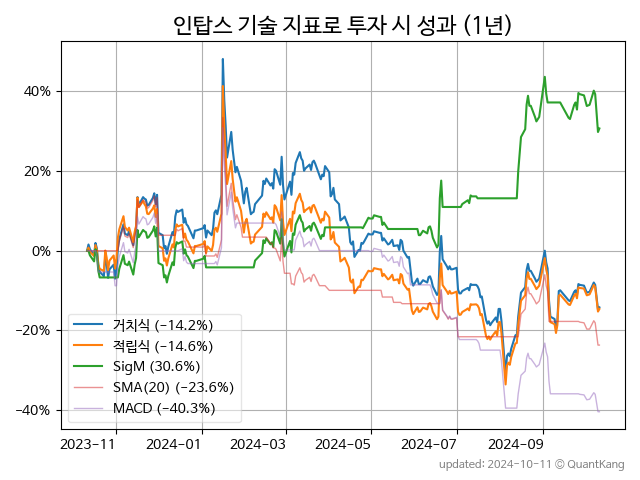 인탑스 기술 지표로 투자 시 성과 (1년)
40%
20%
0%
−20%
−40%
거치식 (−14.2%)
적립식 (−14.6%)
SigM (30.6%)
SMA(20) (−23.6%)
MACD (−40.3%)
2023-11 2024-01 2024-03 2024-05 2024-07 2024-09
updated: 2024-10-11 © QuantKang